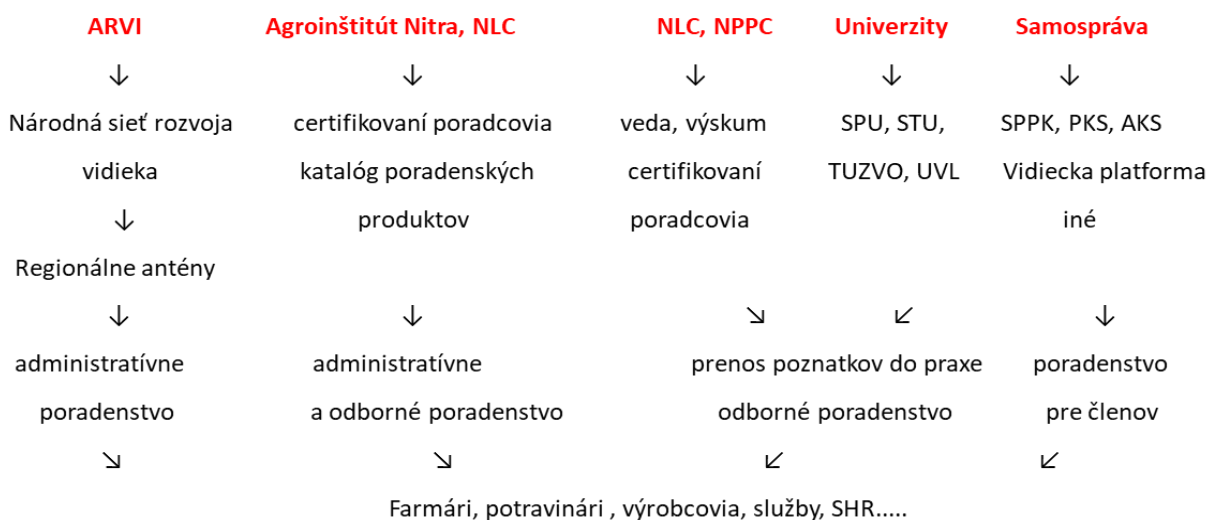 ARVI Agroinštitút Nitra, NLC NLC, NPPC Univerzity Samospráva
↓ ↓ ↓ ↓ ↓
Národná sieť rozvoja certifikovaní poradcovia veda, výskum SPU, STU, SPPK, PKS, AKS
vidieka katalóg poradenských certifikovaní TUZVO, UVL Vidiecka platforma
↓ produktov poradcovia iné
Regionálne antény
↓ ↓ ↘ ↙ ↓
administratívne administratívne prenos poznatkov do praxe poradenstvo
poradenstvo a odborné poradenstvo odborné poradenstvo pre členov
↘ ↘ ↙ ↙
Farmári, potravinári , výrobcovia, služby, SHR.....